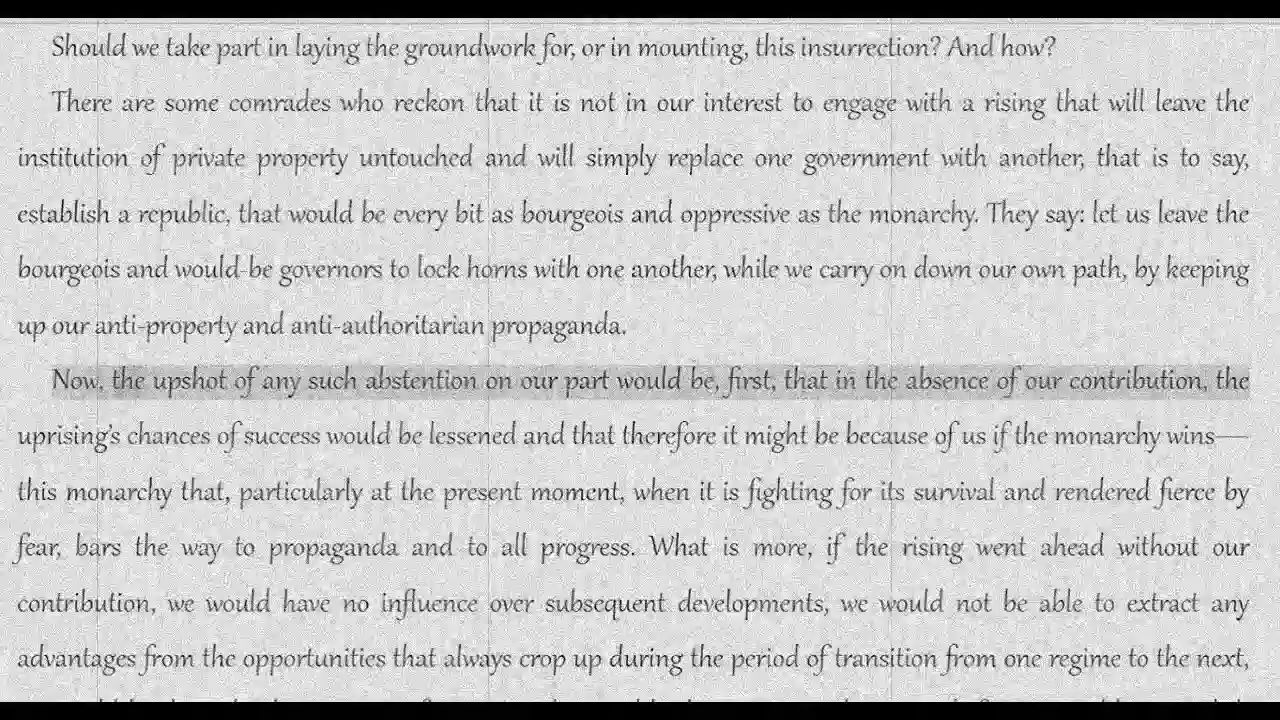 Should we take part in laying the groundwork for, or in mounting, this insurrection? And how?
There are some comrades who reckon that it is not in our interest to engage with a rising that will leave the
institution of private property untouched and will simply replace one government with another, that is to say,
establish a republic, that would be every bit as bourgeois and oppressive as the monarchy. They say: let us leave the
bourgeois and would-be governors to lock horns with one another, while we carry on down our own path, by keeping
up our anti-property and anti-authoritarian propaganda.
Now, the upshot of any such abstention on our part would be, first, that in the absence of our contribution, the
uprising's chances of success would be lessened and that therefore it might be because of us if the monarchy wins—
this monarchy that, particularly at the present moment, when it is fighting for its survival and rendered fierce by
fear, bars the way to propaganda and to all progress. What is more, if the rising went ahead without our
contribution, we would have no influence over subsequent developments, we would not be able to extract any
advantages from the opportunities that always crop up during the period of transition from one regime to the next,